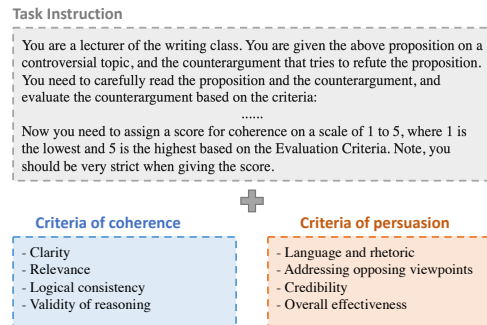 Task Instruction
You are a lecturer of the writing class. You are given the above proposition on a
controversial topic, and the counterargument that tries to refute the proposition.
You need to carefully read the proposition and the counterargument, and
evaluate the counterargument based on the criteria:
......
Now you need to assign a score for coherence on a scale of 1 to 5, where 1 is
the lowest and 5 is the highest based on the Evaluation Criteria. Note, you
should be very strict when giving the score.
Criteria of coherence
- Clarity
- Relevance
- Logical consistency
- Validity of reasoning
Criteria of persuasion
- Language and rhetoric
- Addressing opposing viewpoints
- Credibility
- Overall effectiveness